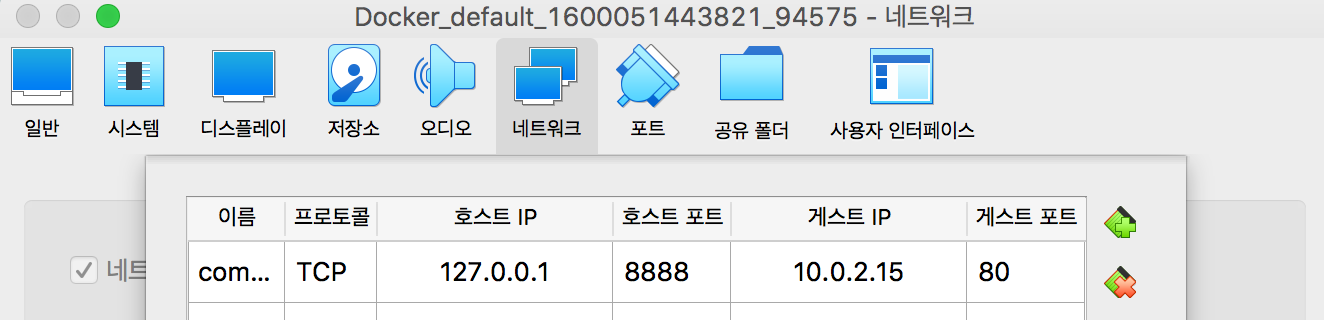 Docker_default_1600051443821_94575 - 네트워크
일반 시스템 디스플레이 저장소 오디오 네트워크 포트 공유 폴더 사용자 인터페이스
이름 프로토콜 호스트 IP 호스트 포트 게스트 IP 게스트 포트
네트
com... TCP 127.0.0.1 8888 10.0.2.15 80